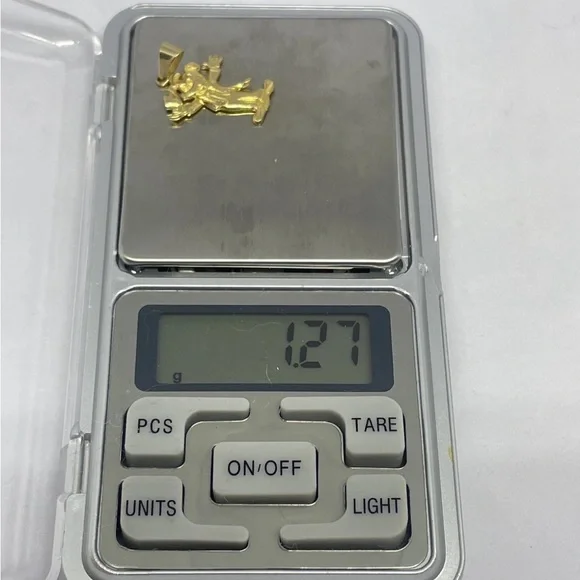 1.27
g
PCS
TARE
ON/OFF
UNITS
LIGHT